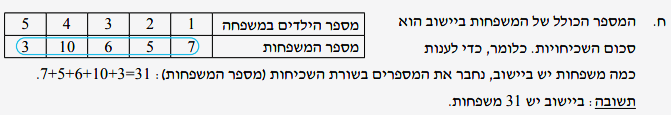 ח. המספר הכולל של המשפחות ביישוב הוא
סכום השכיחויות. כלומר, כדי לענות
מספר הילדים במשפחה 1 2 3 4 5
מספר המשפחות 7 5 6 10 3
כמה משפחות יש ביישוב, נחבר את המספרים בשורת השכיחות (מספר המשפחות): 7+5+6+10+3=31.
תשובה: ביישוב יש 31 משפחות.